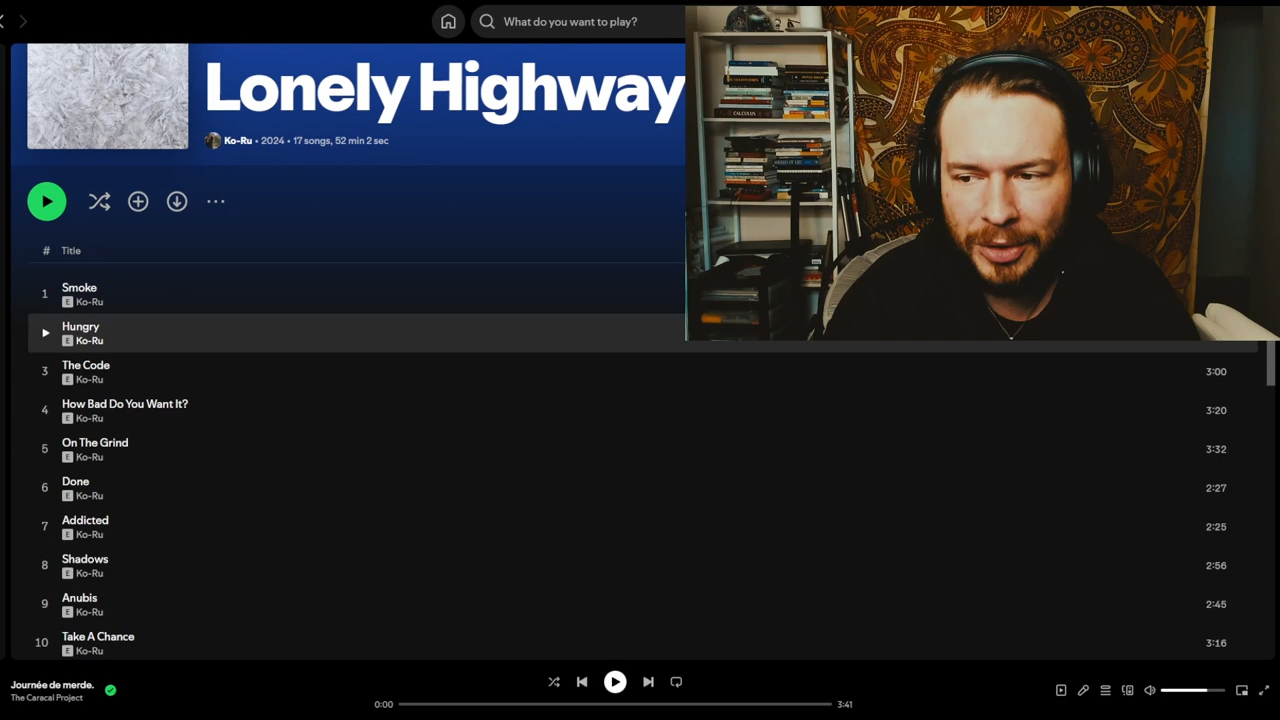 What do you want to play?
Lonely Highway
Ko-Ru • 2024 • 17 songs, 52 min 2 sec
# Title
1 Smoke
E Ko-Ru
Hungry
E Ko-Ru
3 The Code 3:00
E Ko-Ru
4 How Bad Do You Want It? 3:20
E Ko-Ru
5 On The Grind 3:32
E Ko-Ru
6 Done 2:27
E Ko-Ru
7 Addicted 2:25
E Ko-Ru
8 Shadows 2:56
E Ko-Ru
9 Anubis 2:45
E Ko-Ru
10 Take A Chance 3:16
E Ko-Ru
Journée de merde.
The Caracal Project
0:00 3:41
CALCULUS